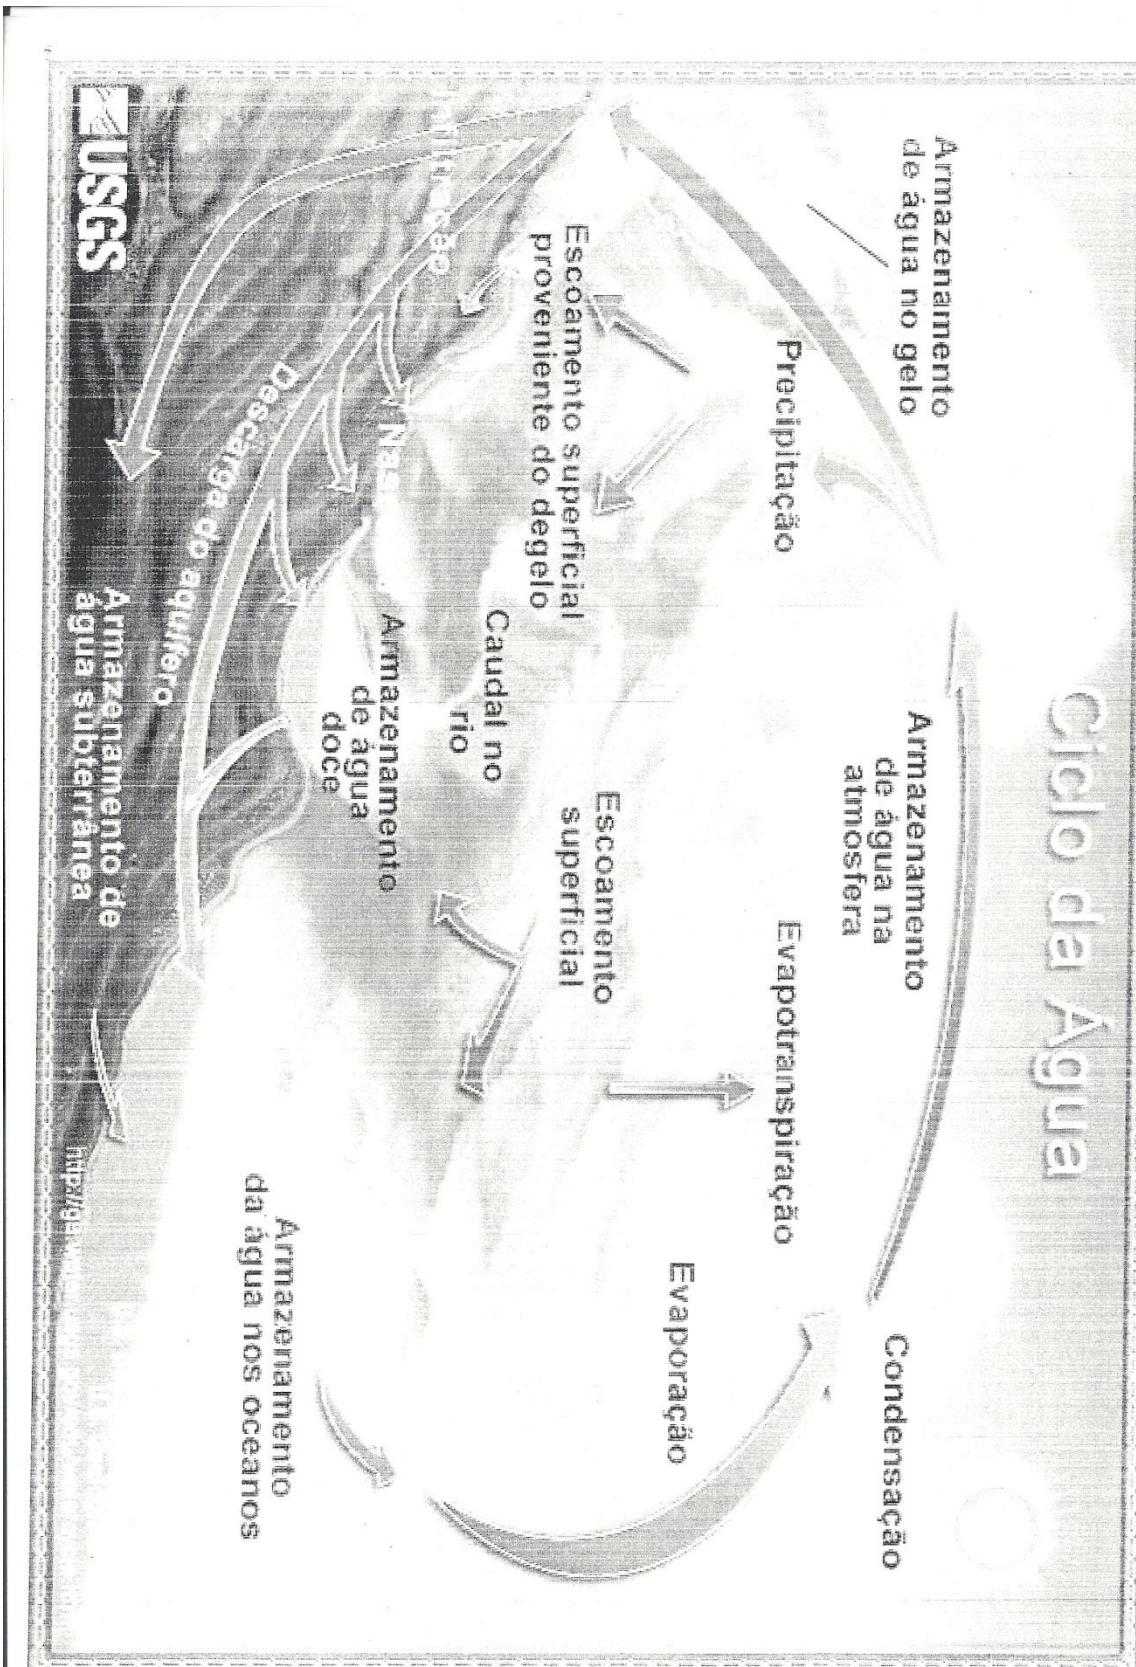 Ciclo da Água
Armazenamento
de água no gelo
Armazenamento
de água na
atmosfera
Condensação
Precipitação
Evapotranspiração
Evaporação
Escoamento superficial
proveniente do degelo
Escoamento
superficial
Caudal no
rio
Armazenamento
de água
doce
Armazenamento
da água nos oceanos
Descarga do aquífero
Armazenamento de
água subterrânea
USGS